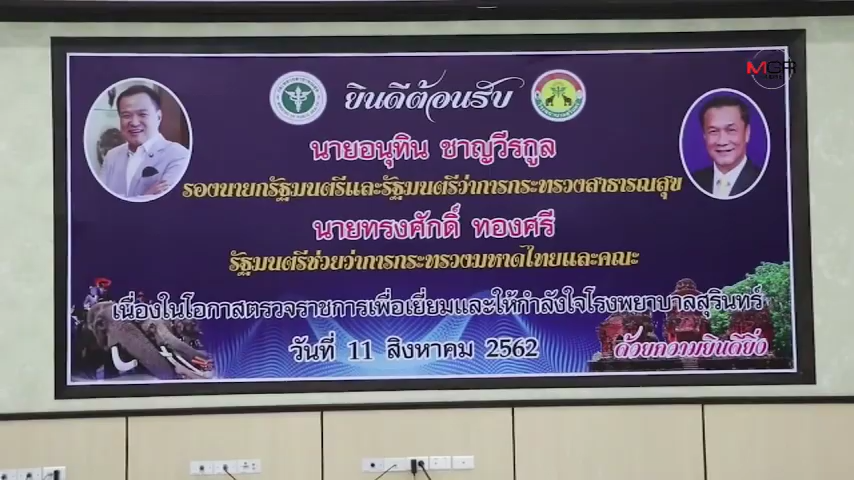 MGR
ยินดีต้อนรับ
นายอนุทิน ชาญวีรกูล
รองนายกรัฐมนตรีและรัฐมนตรีว่าการกระทรวงสาธารณสุข
นายทรงศักดิ์ ทองศรี
รัฐมนตรีช่วยว่าการกระทรวงมหาดไทยและคณะ
เนื่องในโอกาสตรวจราชการเพื่อเยี่ยมและให้กำลังใจโรงพยาบาลสุรินทร์
วันที่ 11 สิงหาคม 2562
ด้วยความยินดียิ่ง